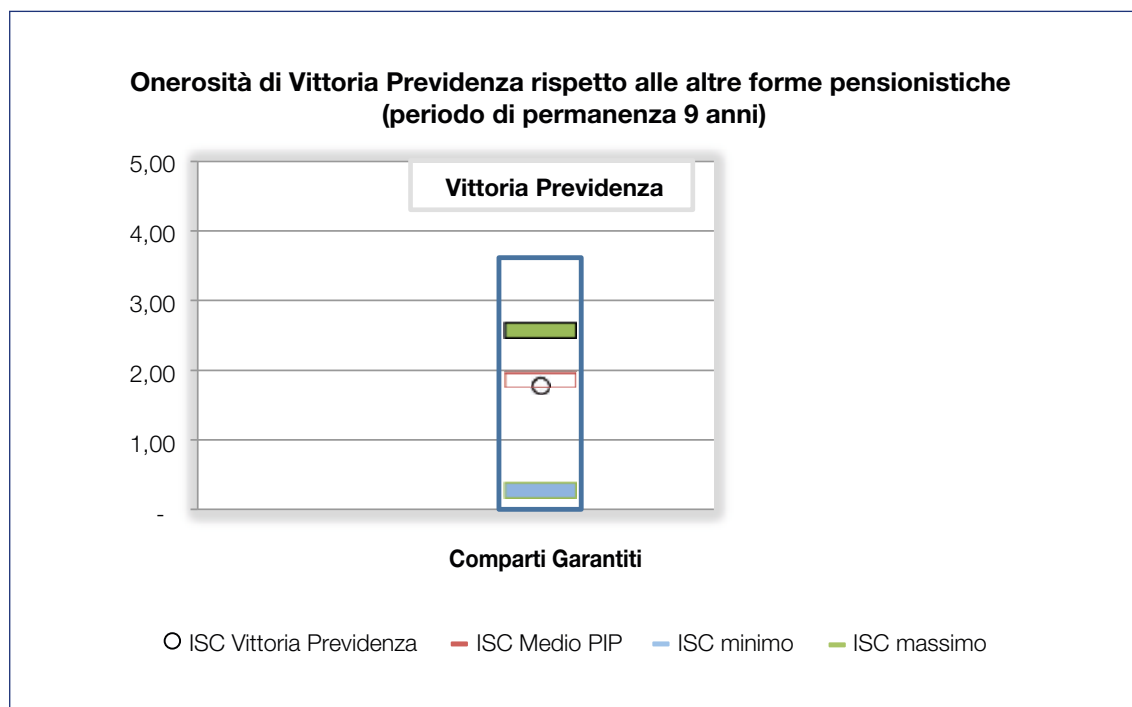 Onerosità di Vittoria Previdenza rispetto alle altre forme pensionistiche
(periodo di permanenza 9 anni)
5,00
Vittoria Previdenza
4,00
3,00
2,00
1,00
-
Comparti Garantiti
ISC Vittoria Previdenza ISC Medio PIP ISC minimo ISC massimo